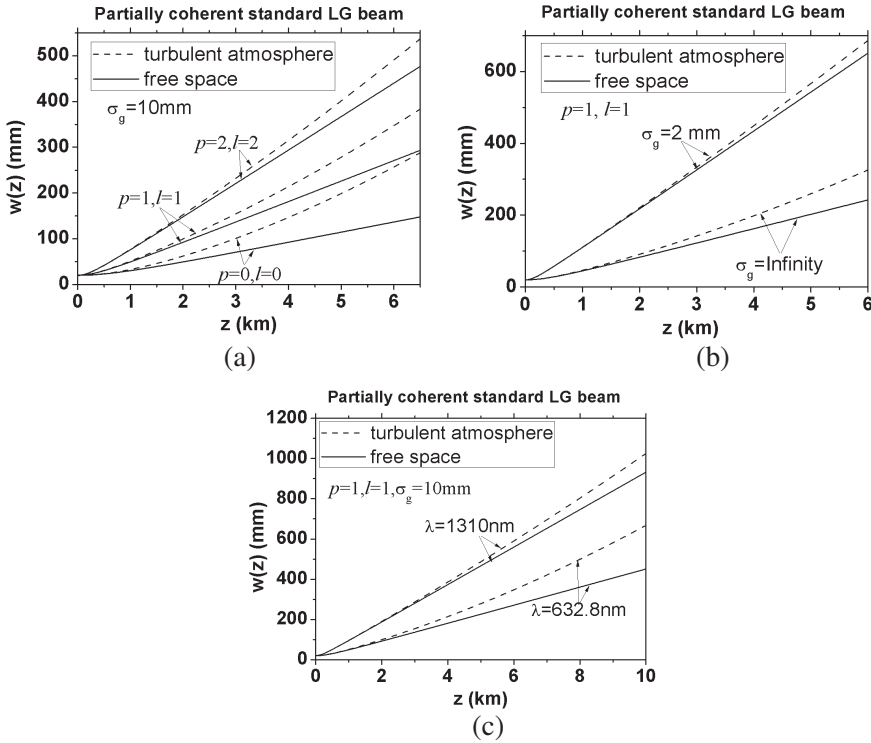 Partially coherent standard LG beam
turbulent atmosphere
free space
σg=10mm
p=2,l=2
p=1,l=1
p=0,l=0
w(z) (mm)
500
400
300
200
100
0
0 1 2 3 4 5 6
z (km)
(a)
Partially coherent standard LG beam
turbulent atmosphere
free space
p=1, l=1
σg=2 mm
σg=Infinity
w(z) (mm)
600
400
200
0
0 1 2 3 4 5 6
z (km)
(b)
Partially coherent standard LG beam
turbulent atmosphere
free space
p=1,l=1,σg=10mm
λ=1310nm
λ=632.8nm
w(z) (mm)
1200
1000
800
600
400
200
0
0 2 4 6 8 10
z (km)
(c)